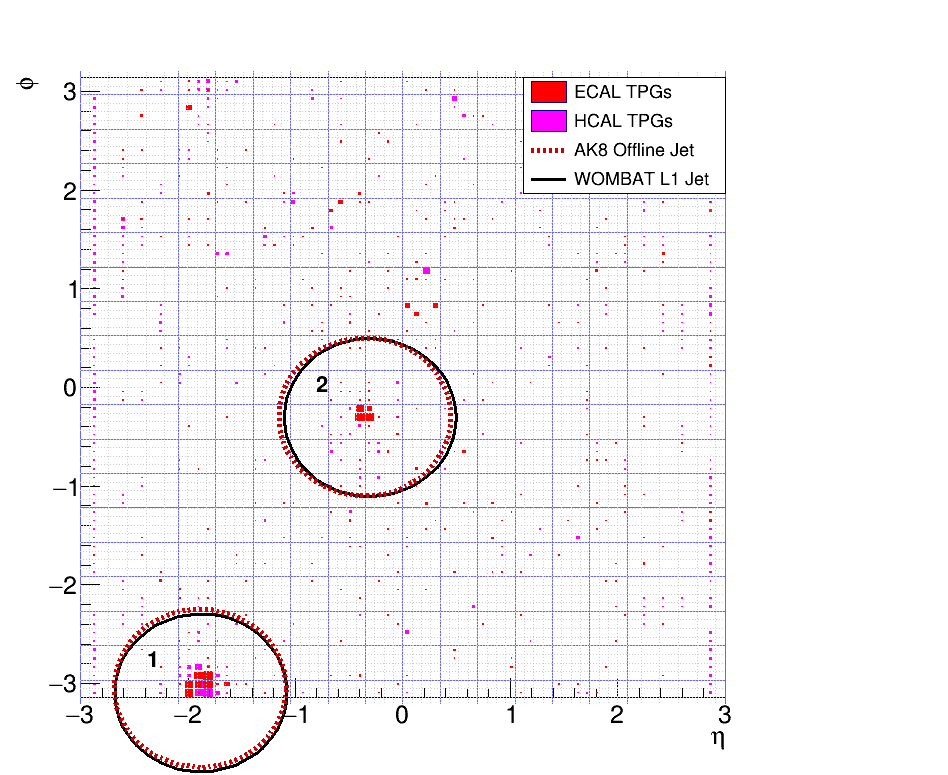 ϕ
3
ECAL TPGs
HCAL TPGs
AK8 Offline Jet
WOMBAT L1 Jet
2
1
0
2
−1
−2
1
−3
−3 −2 −1 0 1 2 3
η